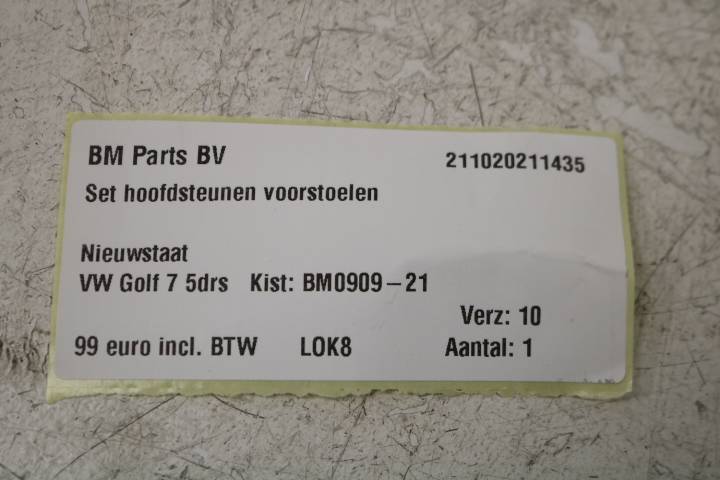 BM Parts BV 211020211435
Set hoofdsteunen voorstoelen
Nieuwstaat
VW Golf 7 5drs Kist: BM0909-21
Verz: 10
99 euro incl. BTW LOK8 Aantal: 1